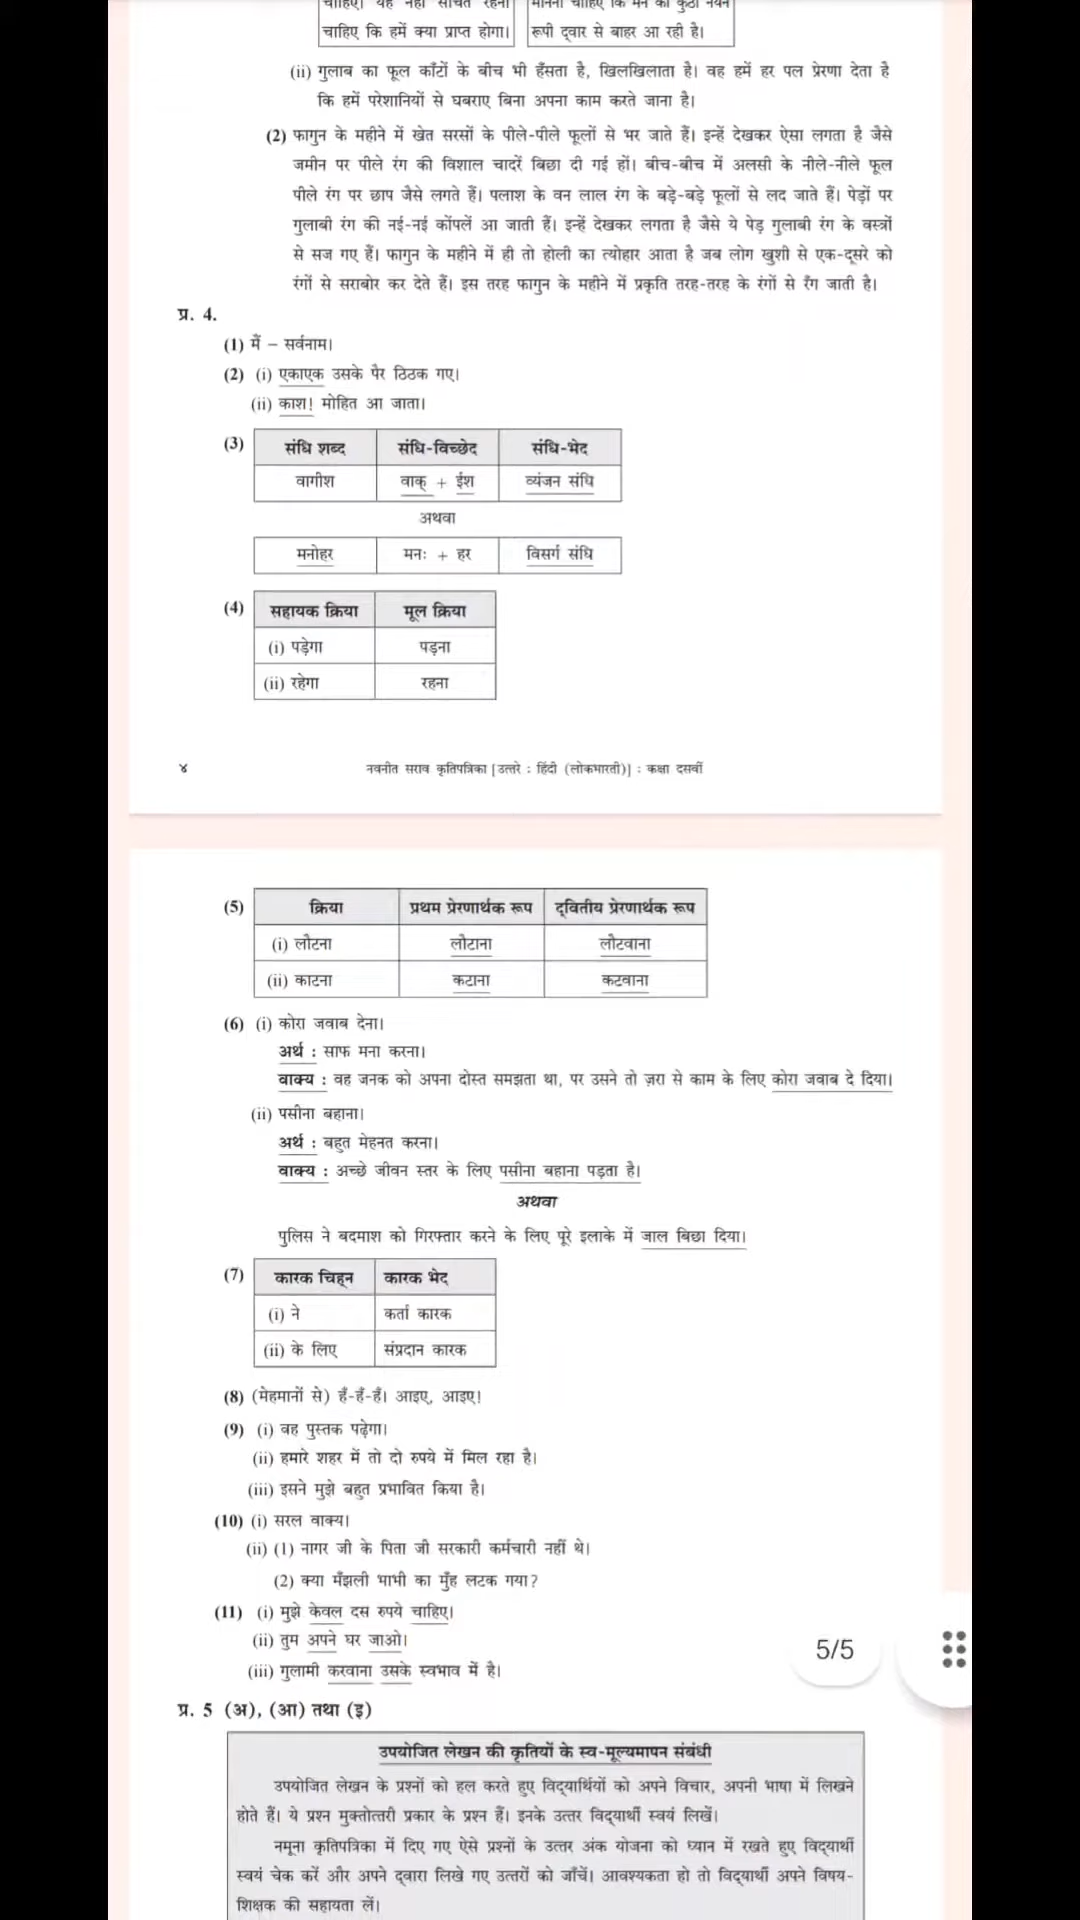 चाहिए। यह नहीं सोचते रहना
मानना चाहिए कि मन की कुंठा नयन
चाहिए कि हमें क्या प्राप्त होगा।
रूपी द्वार से बाहर आ रही है।
(ii) गुलाब का फूल काँटों के बीच भी हँसता है, खिलखिलाता है। वह हमें हर पल प्रेरणा देता है
कि हमें परेशानियों से घबराए बिना अपना काम करते जाना है।
(2) फागुन के महीने में खेत सरसों के पीले-पीले फूलों से भर जाते हैं। इन्हें देखकर ऐसा लगता है जैसे
जमीन पर पीले रंग की विशाल चादरें बिछा दी गई हों। बीच-बीच में अलसी के नीले-नीले फूल
पीले रंग पर छाप जैसे लगते हैं। पलाश के वन लाल रंग के बड़े-बड़े फूलों से लद जाते हैं। पेड़ों पर
गुलाबी रंग की नई-नई कोंपलें आ जाती हैं। इन्हें देखकर लगता है जैसे ये पेड़ गुलाबी रंग के वस्त्रों
से सज गए हैं। फागुन के महीने में ही तो होली का त्योहार आता है जब लोग खुशी से एक-दूसरे को
रंगों से सराबोर कर देते हैं। इस तरह फागुन के महीने में प्रकृति तरह-तरह के रंगों से रँग जाती है।
प्र. 4.
(1) मैं – सर्वनाम।
(2) (i) एकाएक उसके पैर ठिठक गए।
(ii) काश! मोहित आ जाता।
(3) संधि शब्द संधि-विच्छेद संधि-भेद
वागीश वाक् + ईश व्यंजन संधि
अथवा
मनोहर मनः + हर विसर्ग संधि
(4) सहायक क्रिया मूल क्रिया
(i) पड़ेगा पड़ना
(ii) रहेगा रहना
४ नवनीत सराव कृतिपत्रिका [उत्तरे : हिंदी (लोकभारती)] : कक्षा दसवीं
(5) क्रिया प्रथम प्रेरणार्थक रूप द्वितीय प्रेरणार्थक रूप
(i) लौटना लौटाना लौटवाना
(ii) काटना कटाना कटवाना
(6) (i) कोरा जवाब देना।
अर्थ : साफ मना करना।
वाक्य : वह जनक को अपना दोस्त समझता था, पर उसने तो ज़रा से काम के लिए कोरा जवाब दे दिया।
(ii) पसीना बहाना।
अर्थ : बहुत मेहनत करना।
वाक्य : अच्छे जीवन स्तर के लिए पसीना बहाना पड़ता है।
अथवा
पुलिस ने बदमाश को गिरफ्तार करने के लिए पूरे इलाके में जाल बिछा दिया।
(7) कारक चिह्न कारक भेद
(i) ने कर्ता कारक
(ii) के लिए संप्रदान कारक
(8) (मेहमानों से) हँ-हँ-हँ। आइए, आइए!
(9) (i) वह पुस्तक पढ़ेगा।
(ii) हमारे शहर में तो दो रुपये में मिल रहा है।
(iii) इसने मुझे बहुत प्रभावित किया है।
(10) (i) सरल वाक्य।
(ii) (1) नागर जी के पिता जी सरकारी कर्मचारी नहीं थे।
(2) क्या मँझली भाभी का मुँह लटक गया?
(11) (i) मुझे केवल दस रुपये चाहिए।
(ii) तुम अपने घर जाओ।
5/5
(iii) गुलामी करवाना उसके स्वभाव में है।
प्र. 5 (अ), (आ) तथा (इ)
उपयोजित लेखन की कृतियों के स्व-मूल्यमापन संबंधी
उपयोजित लेखन के प्रश्नों को हल करते हुए विद्यार्थियों को अपने विचार, अपनी भाषा में लिखने
होते हैं। ये प्रश्न मुक्तोत्तरी प्रकार के प्रश्न हैं। इनके उत्तर विद्यार्थी स्वयं लिखें।
नमूना कृतिपत्रिका में दिए गए ऐसे प्रश्नों के उत्तर अंक योजना को ध्यान में रखते हुए विद्यार्थी
स्वयं चेक करें और अपने द्वारा लिखे गए उत्तरों को जाँचें। आवश्यकता हो तो विद्यार्थी अपने विषय-
शिक्षक की सहायता लें।